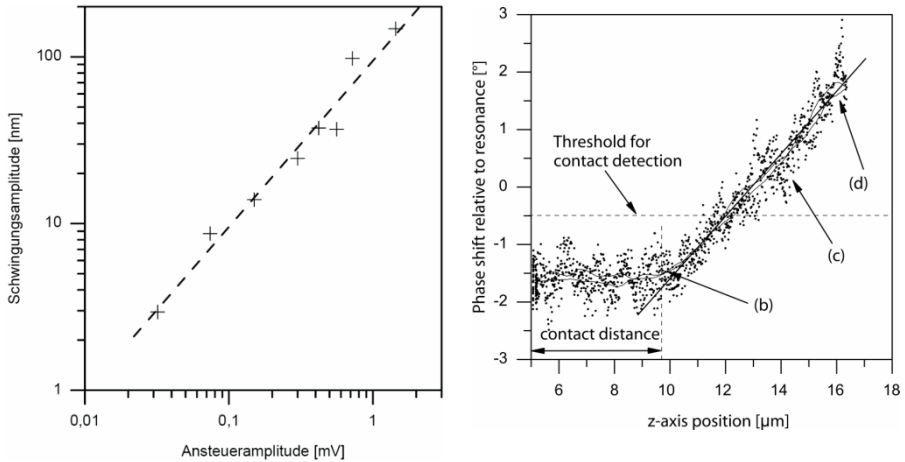 100
10
1
0,01
0,1
1
Schwingungsamplitude [nm]
Ansteueramplitude [mV]
3
2
1
0
-1
-2
-3
6
8
10
12
14
16
18
Phase shift relative to resonance [°]
z-axis position [µm]
Threshold for
contact detection
(d)
(c)
(b)
contact distance